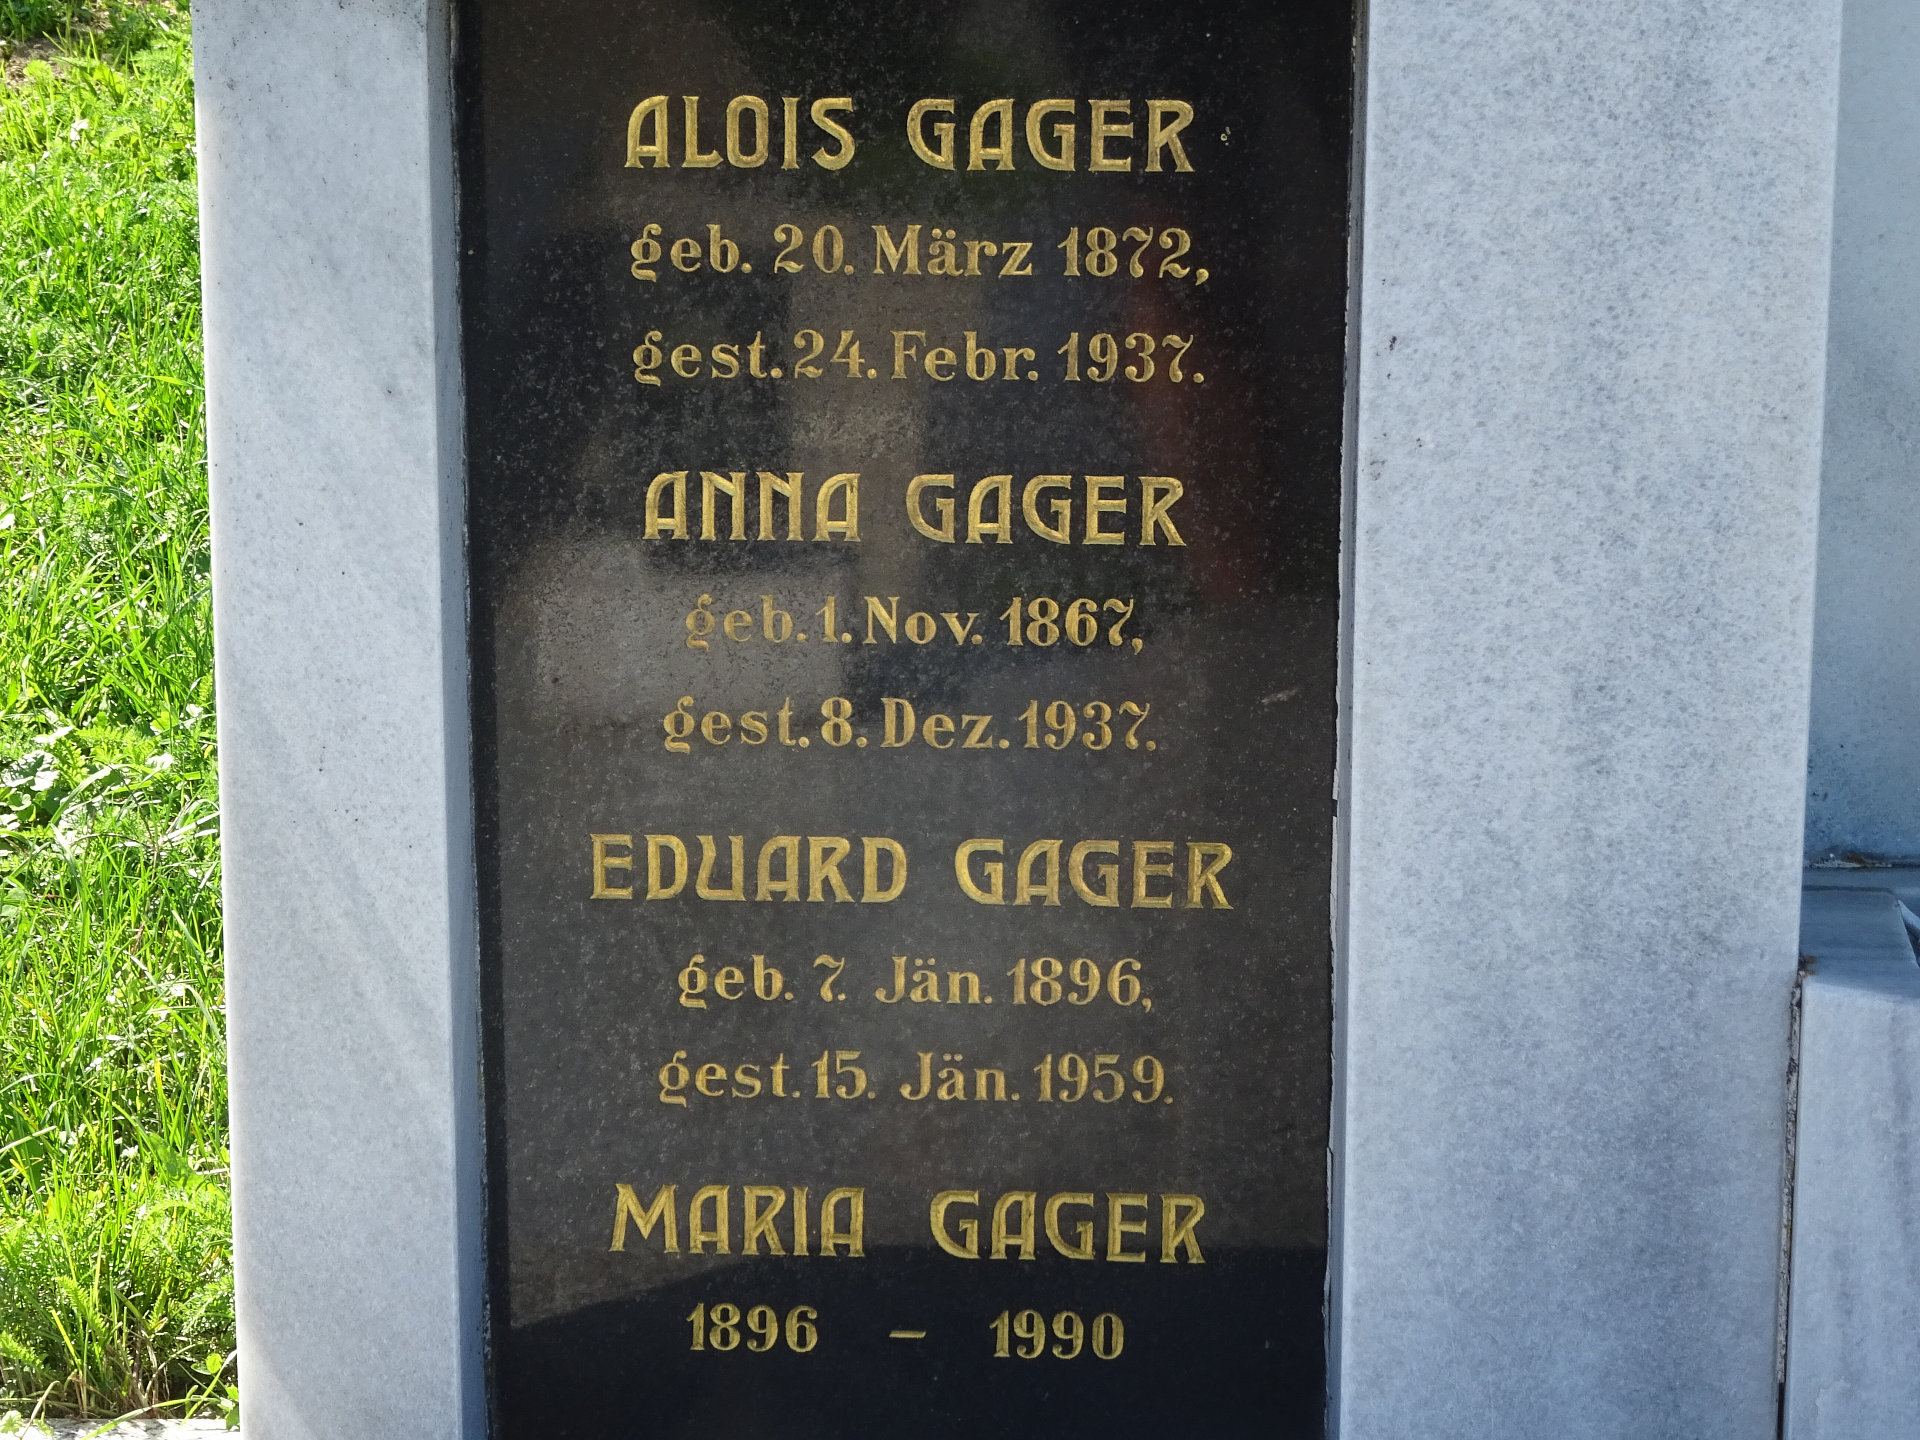 ALOIS GAGER
geb. 20. März 1872,
gest. 24. Febr. 1937.
ANNA GAGER
geb. 1. Nov. 1867,
gest. 8. Dez. 1937.
EDUARD GAGER
geb. 7. Jän. 1896,
gest. 15. Jän. 1959.
MARIA GAGER
1896 – 1990